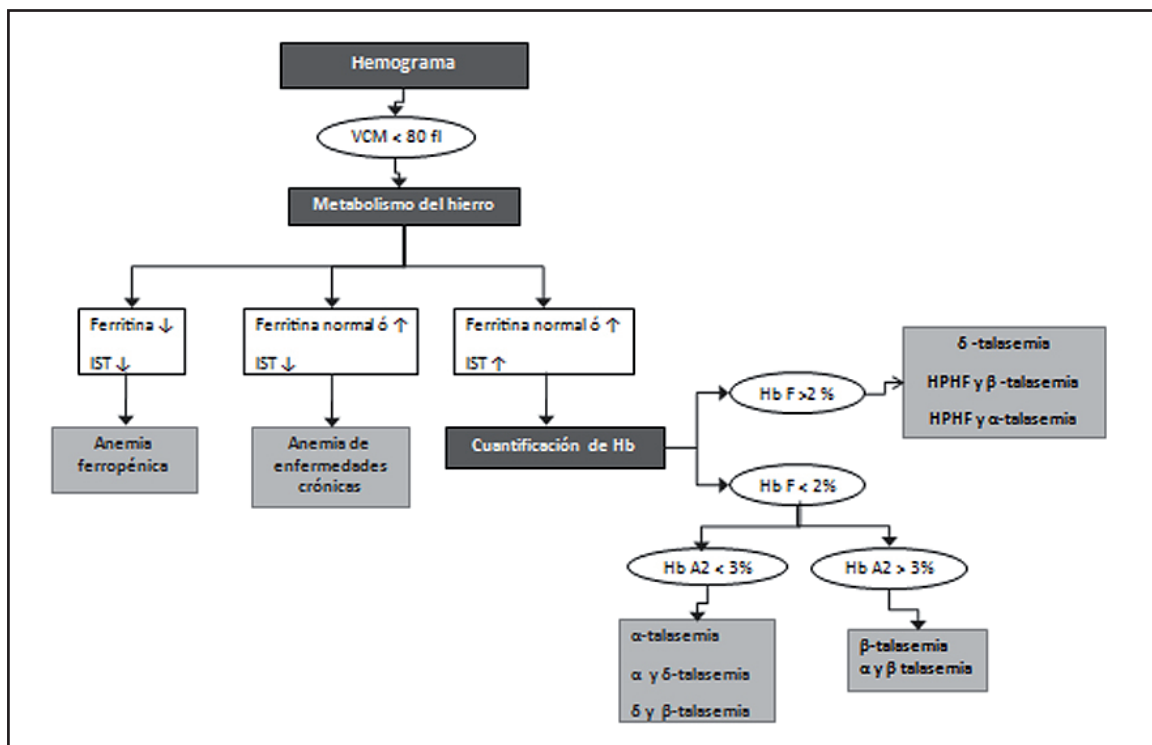 Hemograma
VCM < 80 fl
Metabolismo del hierro
Ferritina ↓
IST ↓
Ferritina normal ó ↑
IST ↓
Ferritina normal ó ↑
IST ↑
Anemia
ferropénica
Anemia de
enfermedades
crónicas
Cuantificación de Hb
Hb F >2 %
δ -talasemia
HPHF y β -talasemia
HPHF y α-talasemia
Hb F < 2%
Hb A2 < 3%
Hb A2 > 3%
α-talasemia
α y δ-talasemia
δ y β-talasemia
β-talasemia
α y β talasemia